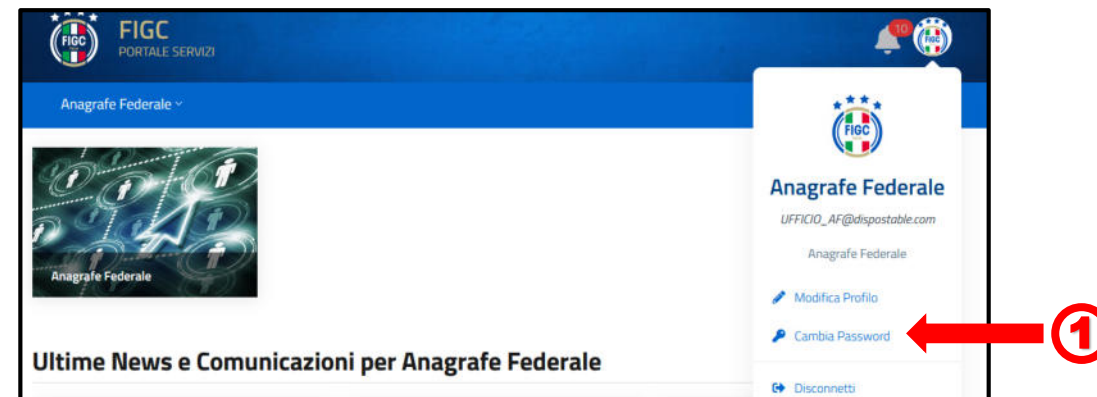 FIGC
FIGC
PORTALE SERVIZI
10
FIGC
Anagrafe Federale
FIGC
Anagrafe Federale
UFFICIO_AF@dispostable.com
Anagrafe Federale
Anagrafe Federale
Modifica Profilo
Cambia Password
1
Ultime News e Comunicazioni per Anagrafe Federale
Disconnetti